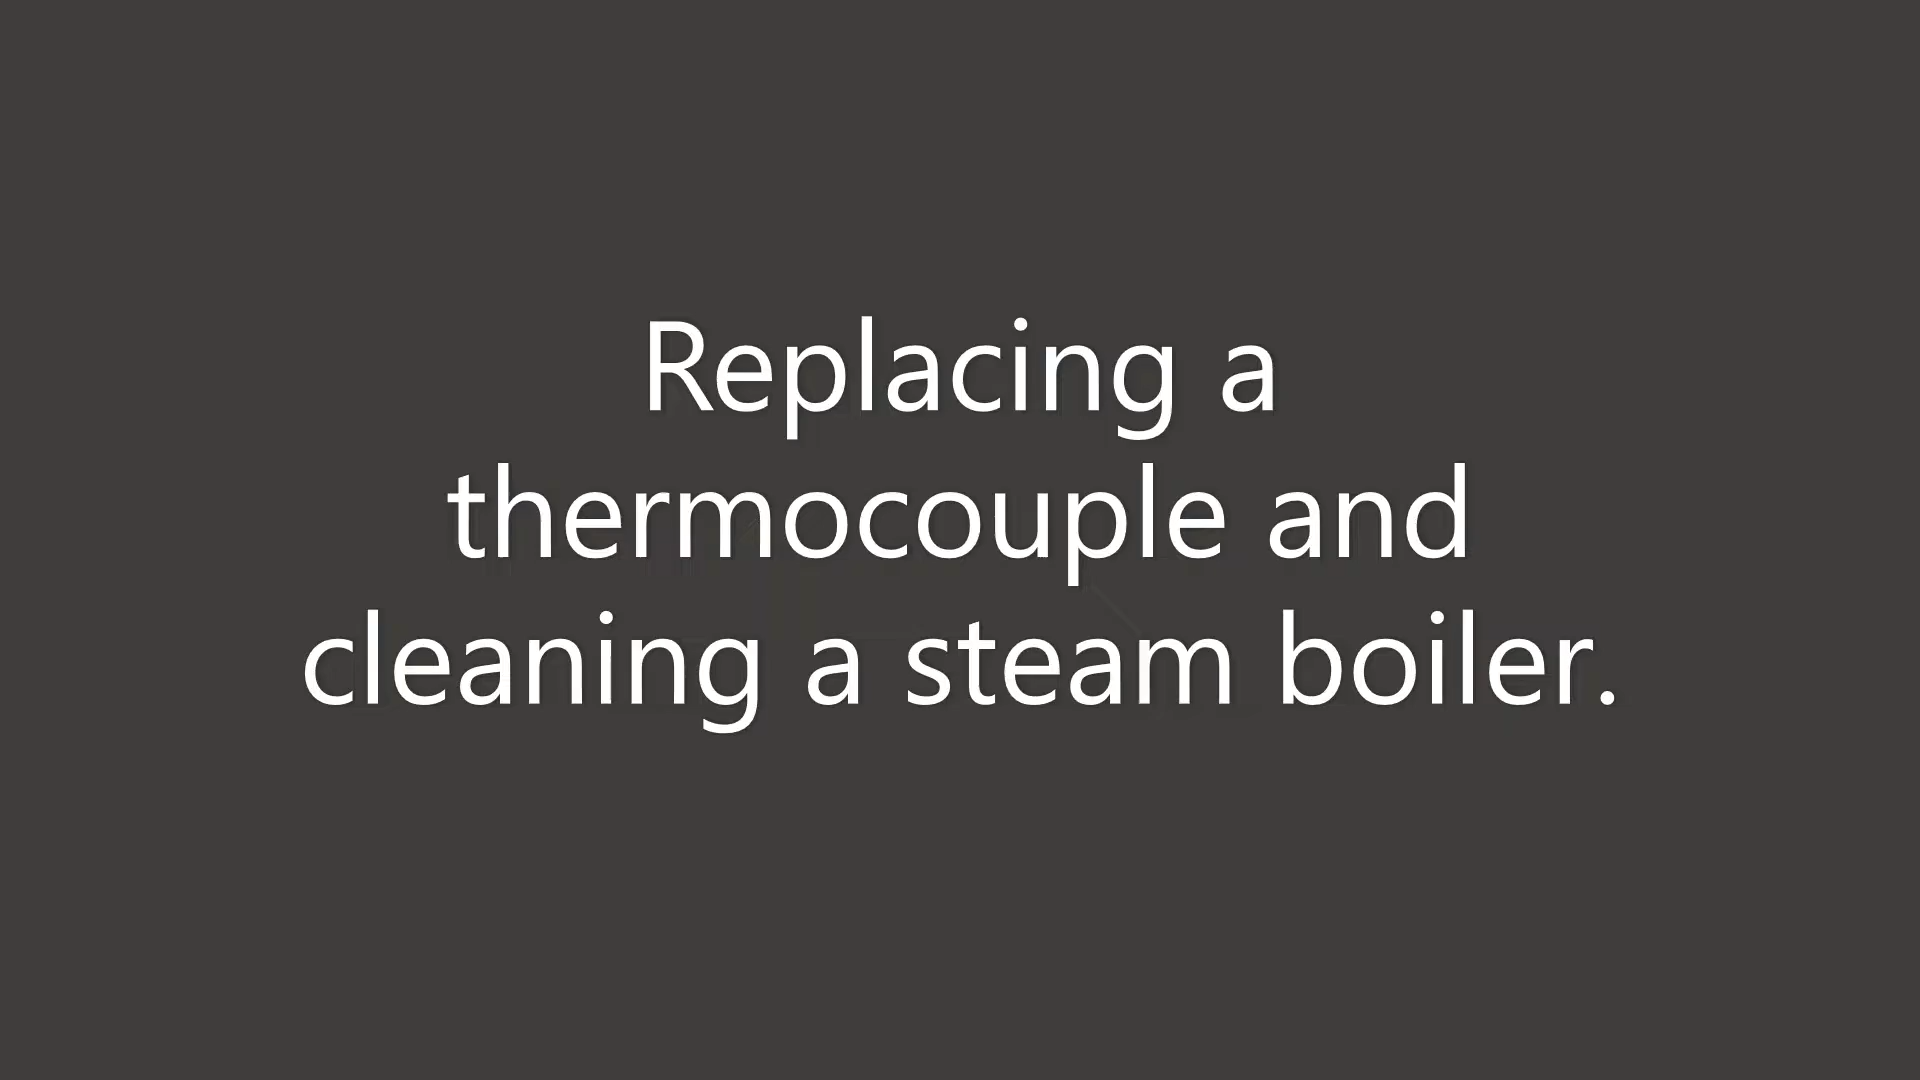 Replacing a
thermocouple and
cleaning a steam boiler.